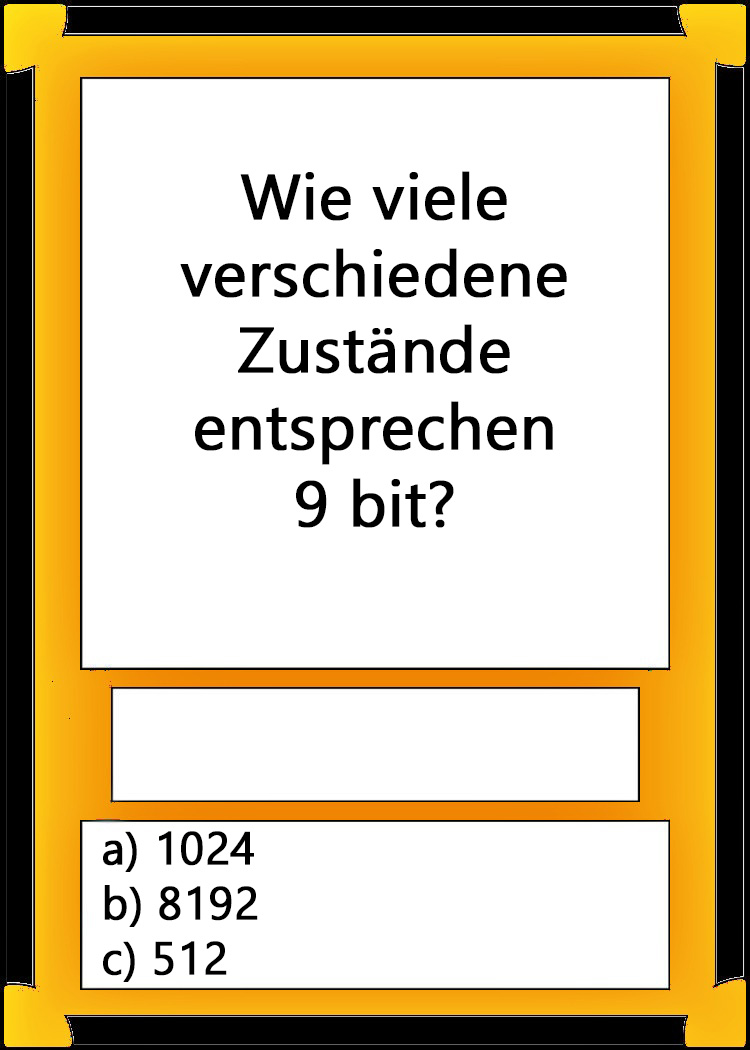 Wie viele
verschiedene
Zustände
entsprechen
9 bit?
a) 1024
b) 8192
c) 512